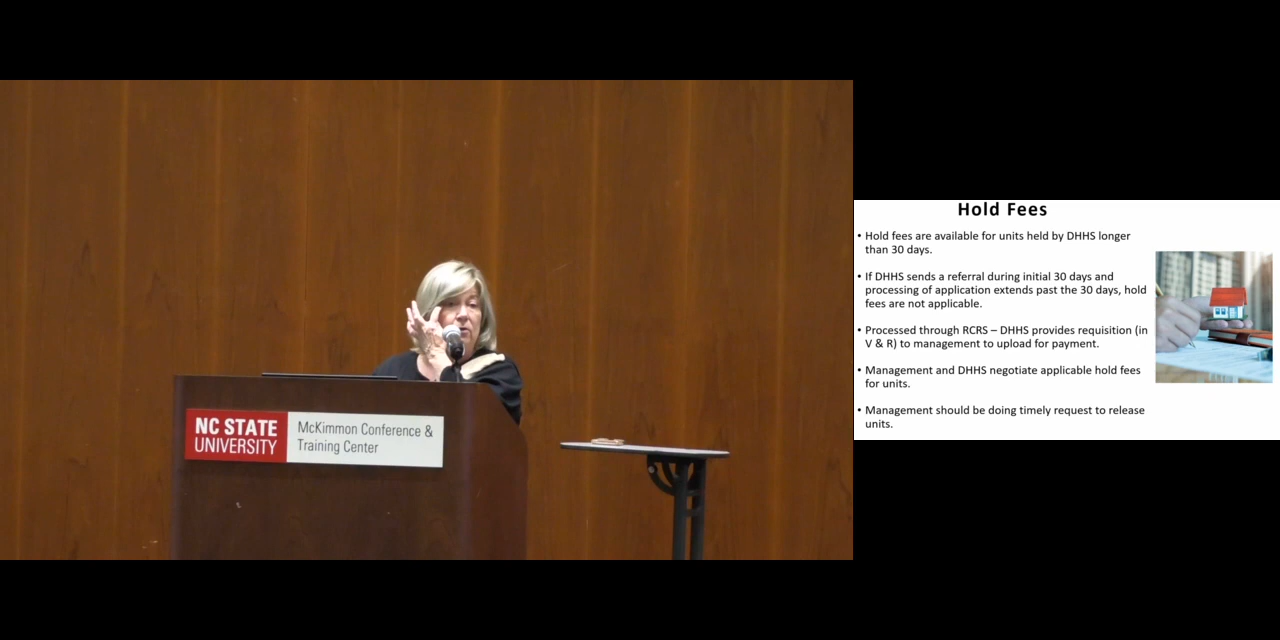 NC STATE
UNIVERSITY
McKimmon Conference &
Training Center
Hold Fees
• Hold fees are available for units held by DHHS longer
than 30 days.
• If DHHS sends a referral during initial 30 days and
processing of application extends past the 30 days, hold
fees are not applicable.
• Processed through RCRS – DHHS provides requisition (in
V & R) to management to upload for payment.
• Management and DHHS negotiate applicable hold fees
for units.
• Management should be doing timely request to release
units.